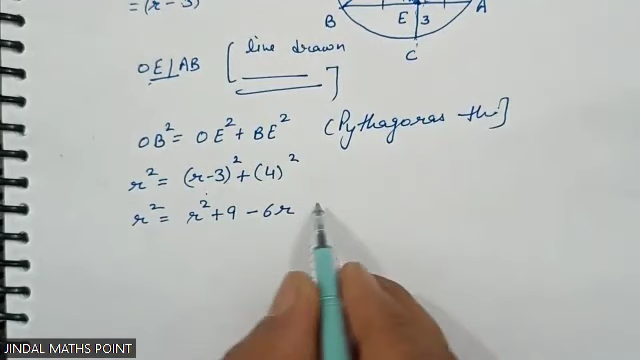 = (r-3)
B A
E 3
C
OE⊥AB [line drawn
]
OB² = OE² + BE² (Pythagoras th]
r² = (r-3)² + (4)²
r² = r² + 9 - 6r
JINDAL MATHS POINT